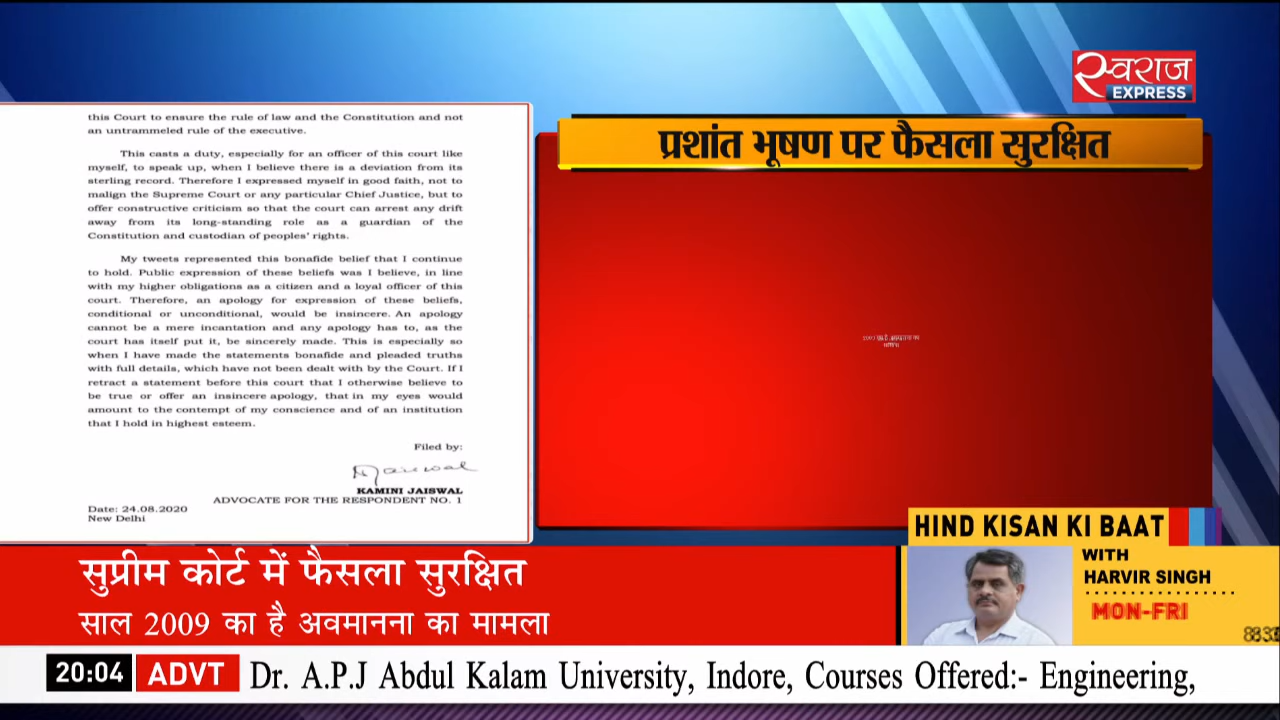 स्वराज
EXPRESS
this Court to ensure the rule of law and the Constitution and not
an untrammeled rule of the executive.
This casts a duty, especially for an officer of this court like
myself, to speak up, when I believe there is a deviation from its
sterling record. Therefore I expressed myself in good faith, not to
malign the Supreme Court or any particular Chief Justice, but to
offer constructive criticism so that the court can arrest any drift
away from its long-standing role as a guardian of the
Constitution and custodian of peoples' rights.
My tweets represented this bonafide belief that I continue
to hold. Public expression of these beliefs was I believe, in line
with my higher obligations as a citizen and a loyal officer of this
court. Therefore, an apology for expression of these beliefs,
conditional or unconditional, would be insincere. An apology
cannot be a mere incantation and any apology has to, as the
court has itself put it, be sincerely made. This is especially so
when I have made the statements bonafide and pleaded truths
with full details, which have not been dealt with by the Court. If I
retract a statement before this court that I otherwise believe to
be true or offer an insincere apology, that in my eyes would
amount to the contempt of my conscience and of an institution
that I hold in highest esteem.
Filed by:
KAMINI JAISWAL
ADVOCATE FOR THE RESPONDENT NO. 1
Date: 24.08.2020
New Delhi
प्रशांत भूषण पर फैसला सुरक्षित
सुप्रीम कोर्ट में फैसला सुरक्षित
साल 2009 का है अवमानना का मामला
HIND KISAN KI BAAT
WITH
HARVIR SINGH
MON-FRI
20:04 ADVT Dr. A.P.J Abdul Kalam University, Indore, Courses Offered:- Engineering,